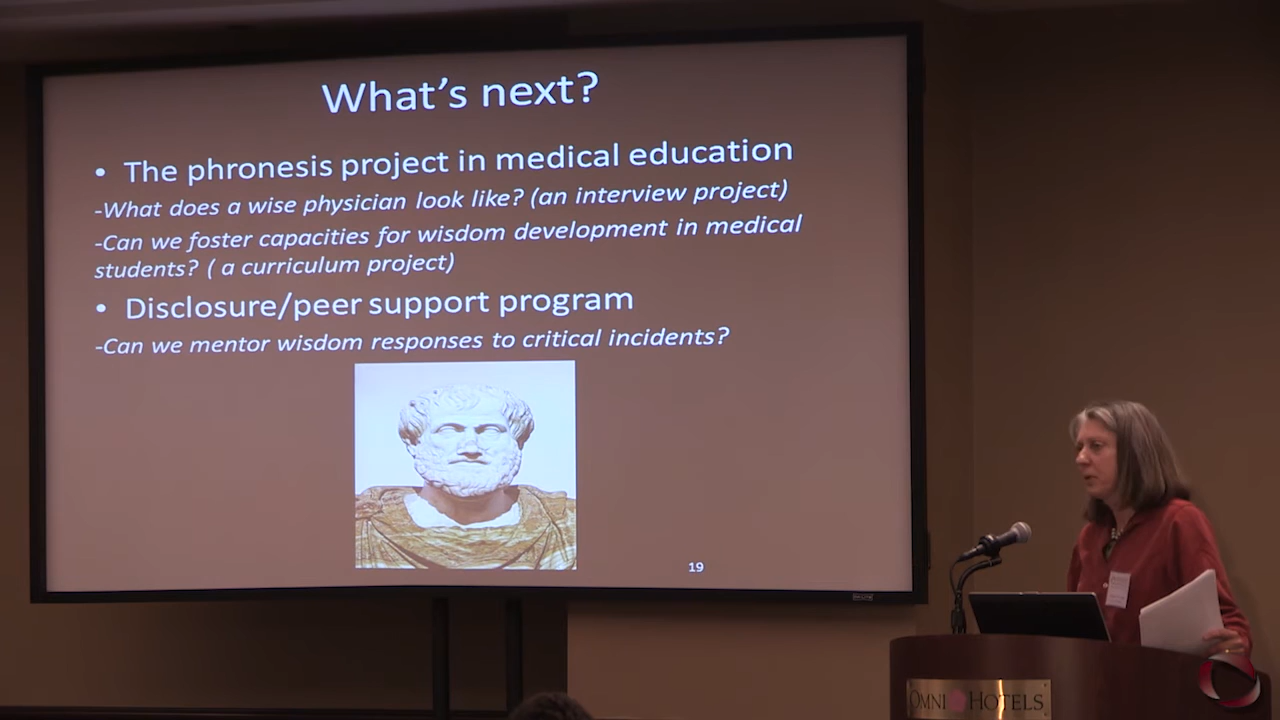 What's next?
• The phronesis project in medical education
-What does a wise physician look like? (an interview project)
-Can we foster capacities for wisdom development in medical
students? ( a curriculum project)
• Disclosure/peer support program
-Can we mentor wisdom responses to critical incidents?
19
OMNI HOTELS